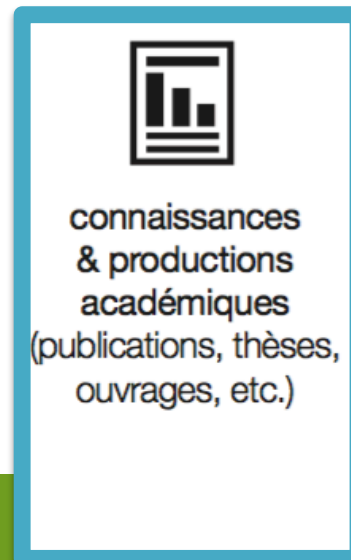 connaissances
& productions
académiques
(publications, thèses,
ouvrages, etc.)